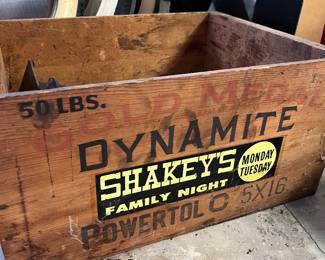 50 LBS.
GOLD MEDAL
DYNAMITE
SHAKEY'S
FAMILY NIGHT
MONDAY
TUESDAY
POWERTOL C 5X16